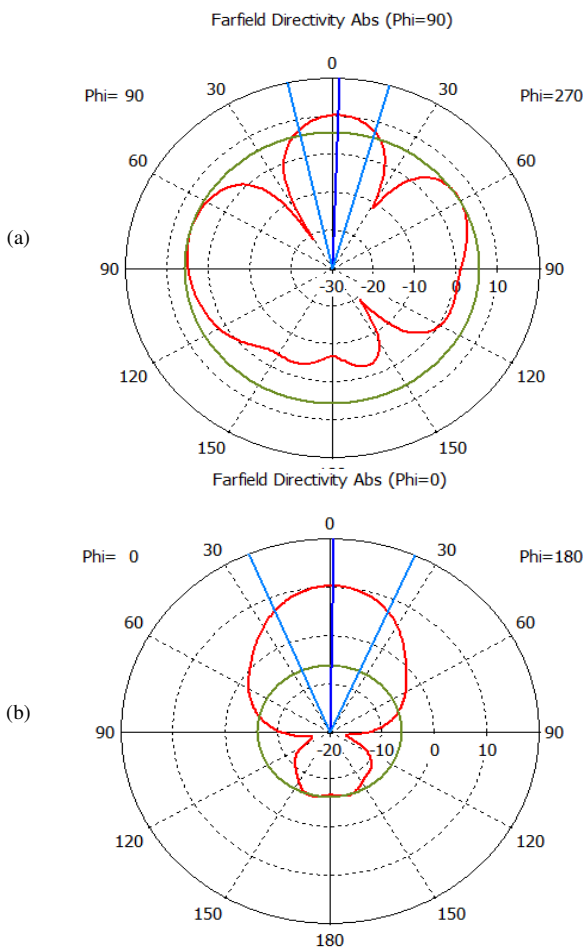 Farfield Directivity Abs (Phi=90)
0
30 30
Phi= 90 Phi=270
60 60
(a)
90 -30 -20 -10 0 10 90
120 120
150 150
Farfield Directivity Abs (Phi=0)
0
30 30
Phi= 0 Phi=180
60 60
(b)
90 -20 -10 0 10 90
120 120
150 150
180